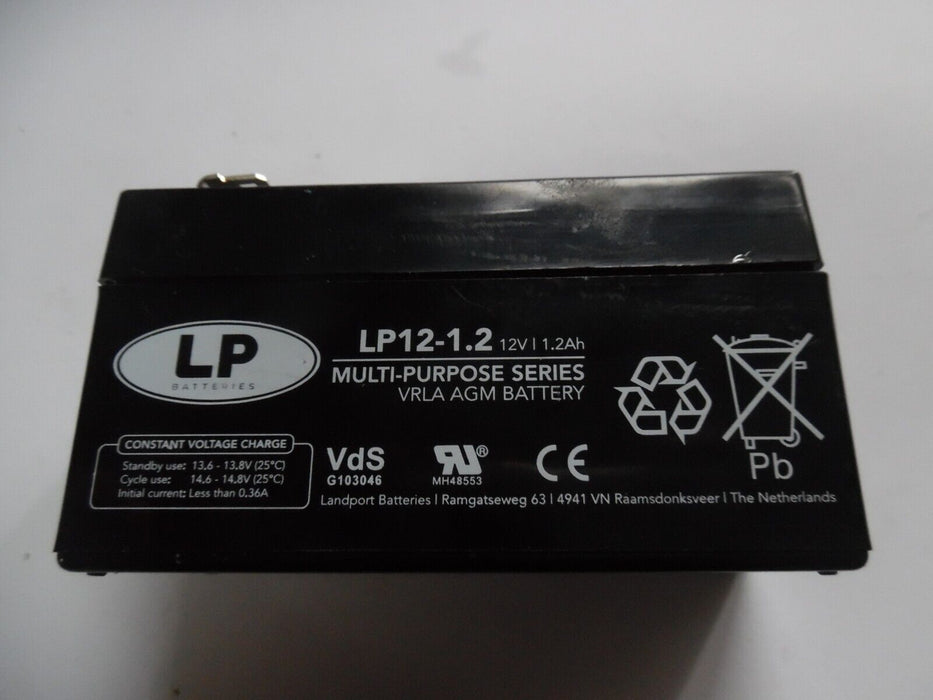 LP
BATTERIES
LP12-1.2 12V | 1.2Ah
MULTI-PURPOSE SERIES
VRLA AGM BATTERY
CONSTANT VOLTAGE CHARGE
Standby use: 13,6 - 13,8V (25°C)
Cycle use: 14,6 - 14,8V (25°C)
Initial current: Less than 0,36A
VdS
G103046
RU®
MH48553
CE
Pb
Landport Batteries | Ramgatseweg 63 | 4941 VN Raamsdonksveer | The Netherlands